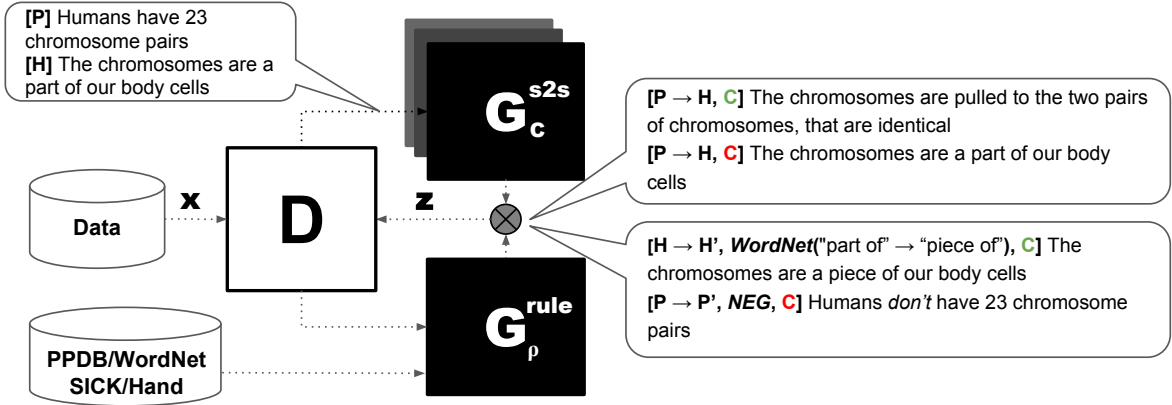 [P] Humans have 23
chromosome pairs
[H] The chromosomes are a
part of our body cells
G s2s C
[P → H, C] The chromosomes are pulled to the two pairs
of chromosomes, that are identical
[P → H, C] The chromosomes are a part of our body
cells
Data
x
D
z
[H → H’, WordNet("part of” → “piece of”), C] The
chromosomes are a piece of our body cells
[P → P’, NEG, C] Humans don’t have 23 chromosome
pairs
G rule ρ
PPDB/WordNet
SICK/Hand